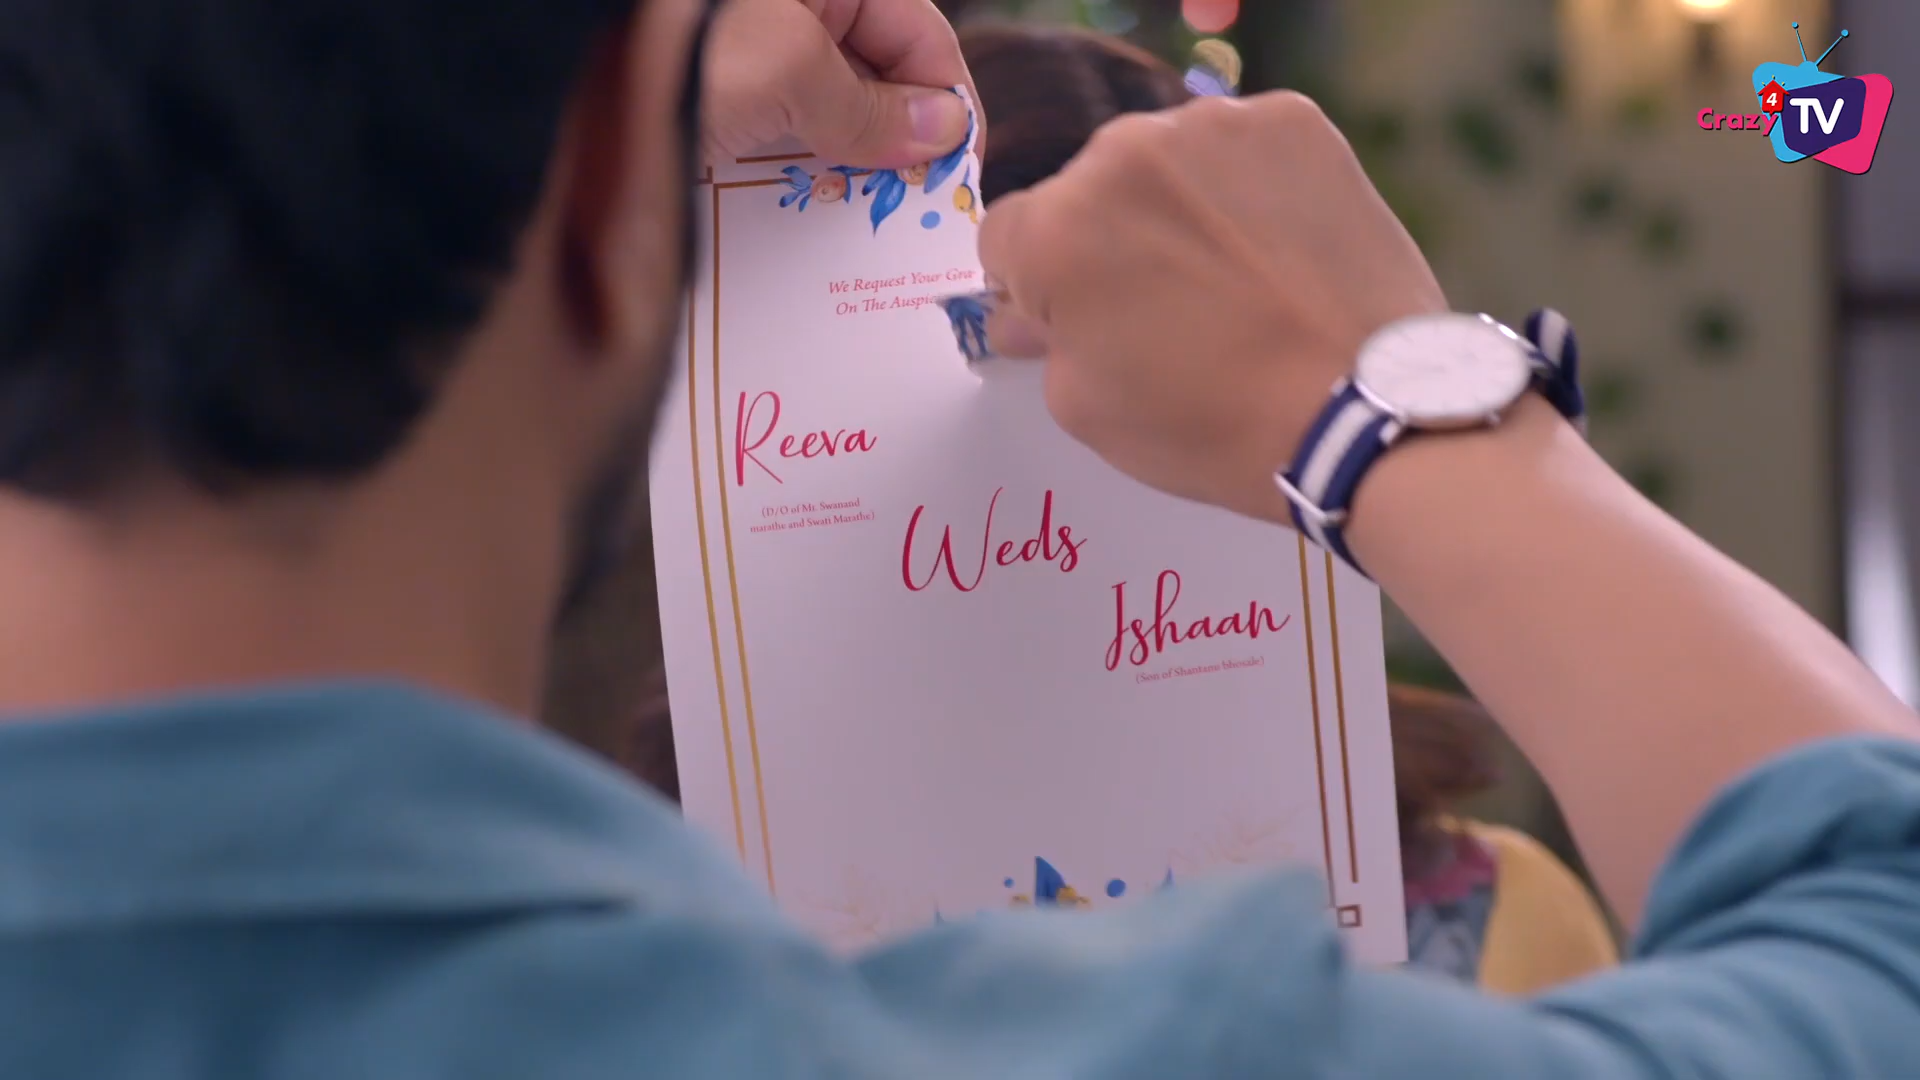 Crazy 4 TV
We Request Your Gra
On The Auspic
Reeva
(D/O of Mr. Swanand
marathe and Swati Marathe)
Weds
Ishaan
(Son of Shantanu bhosale)